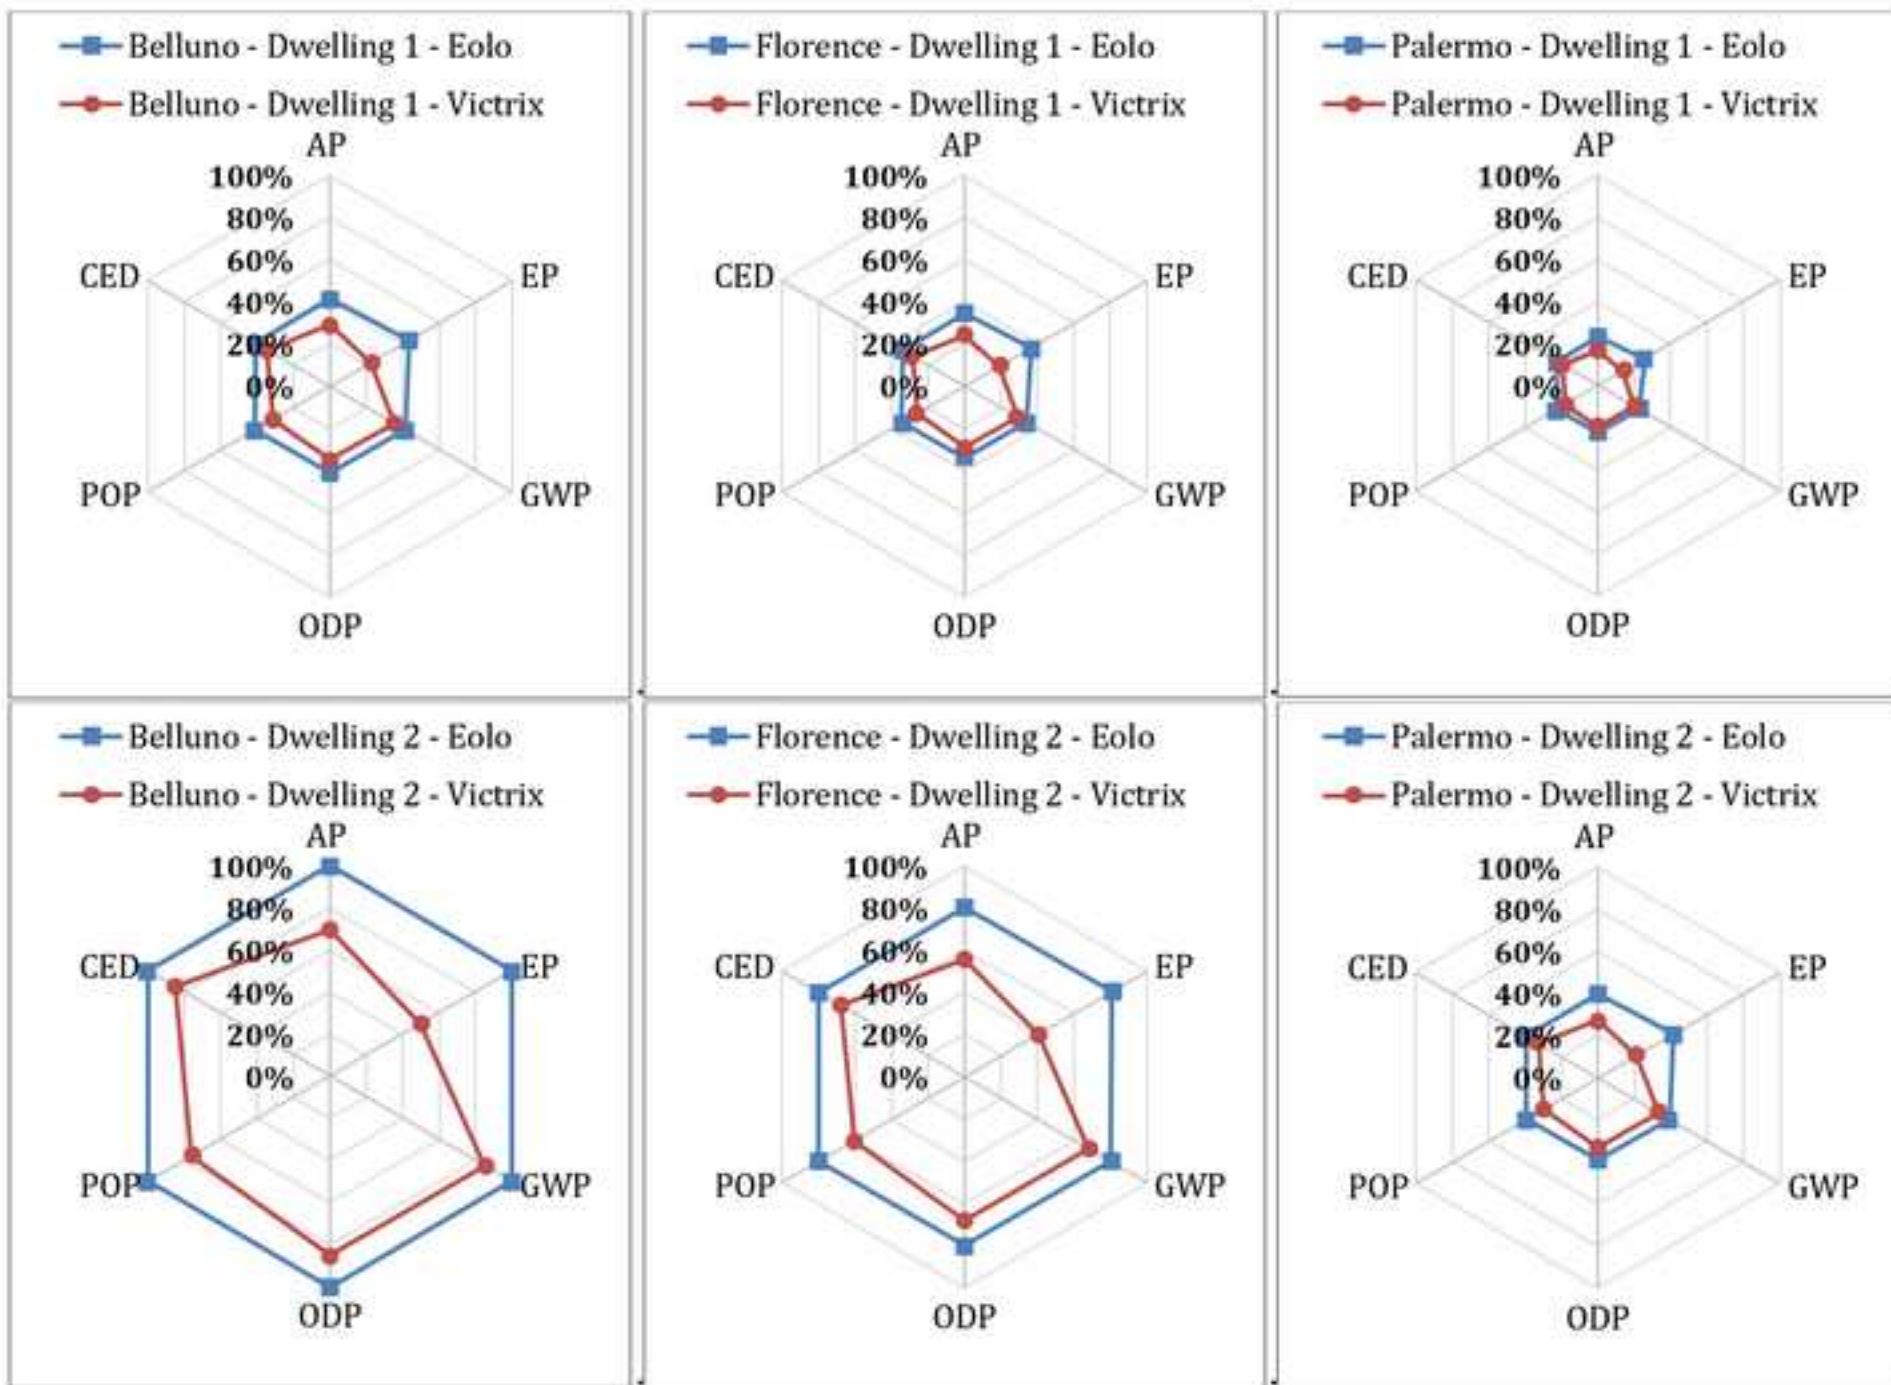 Belluno - Dwelling 1 - Eolo
Belluno - Dwelling 1 - Victrix
AP
100%
80%
60%
40%
20%
0%
CED
EP
POP
GWP
ODP
Florence - Dwelling 1 - Eolo
Florence - Dwelling 1 - Victrix
AP
100%
80%
60%
40%
20%
0%
CED
EP
POP
GWP
ODP
Palermo - Dwelling 1 - Eolo
Palermo - Dwelling 1 - Victrix
AP
100%
80%
60%
40%
20%
0%
CED
EP
POP
GWP
ODP
Belluno - Dwelling 2 - Eolo
Belluno - Dwelling 2 - Victrix
AP
100%
80%
60%
40%
20%
0%
CED
EP
POP
GWP
ODP
Florence - Dwelling 2 - Eolo
Florence - Dwelling 2 - Victrix
AP
100%
80%
60%
40%
20%
0%
CED
EP
POP
GWP
ODP
Palermo - Dwelling 2 - Eolo
Palermo - Dwelling 2 - Victrix
AP
100%
80%
60%
40%
20%
0%
CED
EP
POP
GWP
ODP